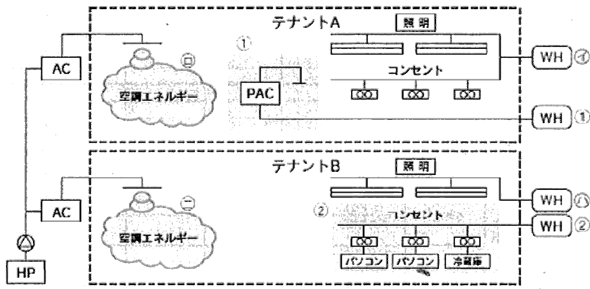 テナントA
照明
①
ロ
AC
コンセント
WH イ
空調エネルギー
PAC
WH ①
テナントB
照明
ニ
AC
②
コンセント
WH ハ
WH ②
空調エネルギー
HP
パソコン
パソコン
冷蔵庫